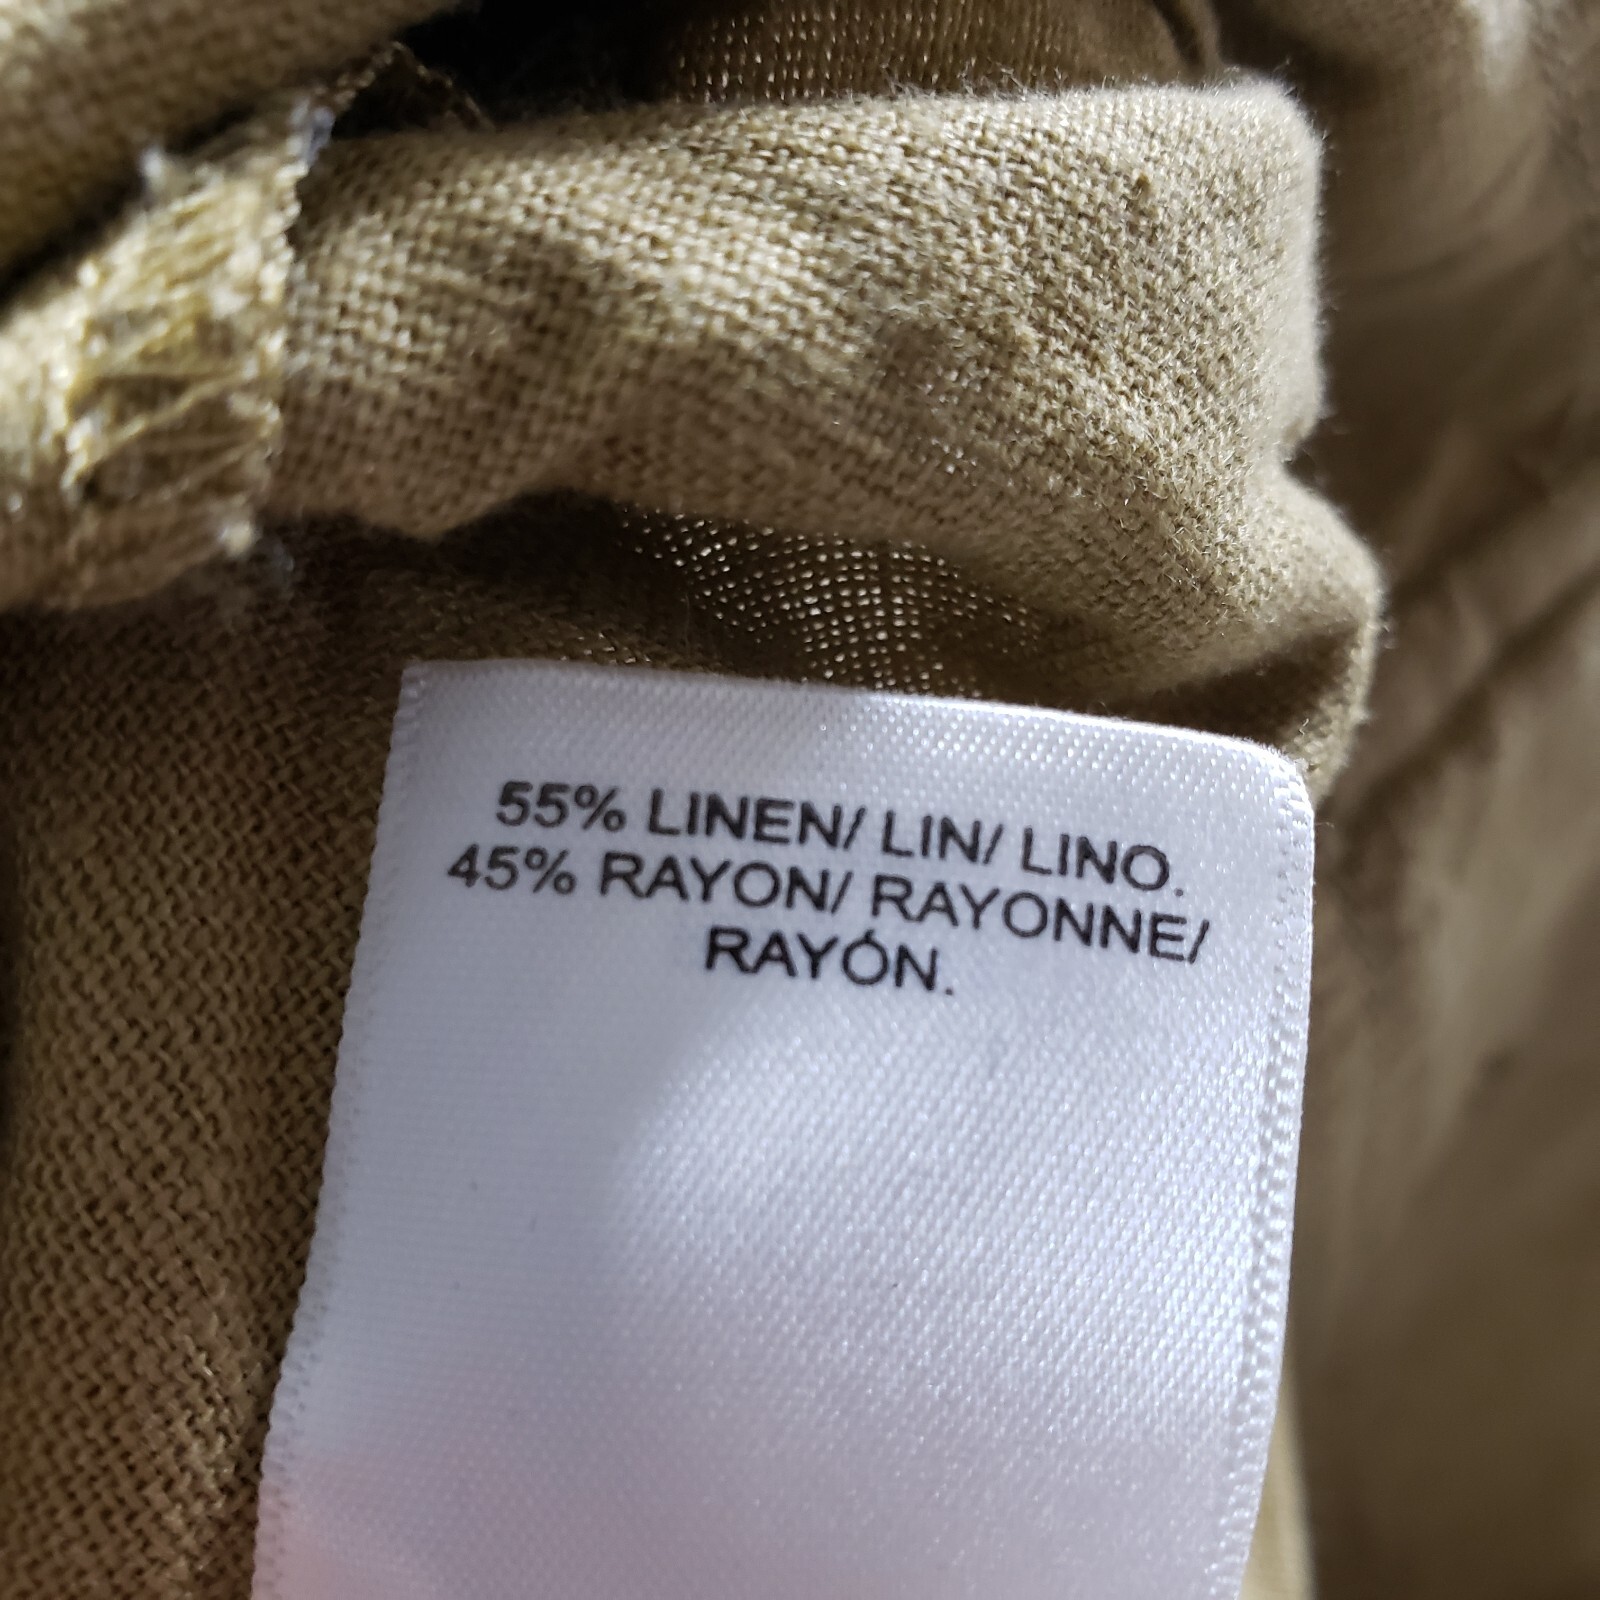 55% LINEN/ LIN/ LINO.
45% RAYON/ RAYONNE/
RAYÓN.